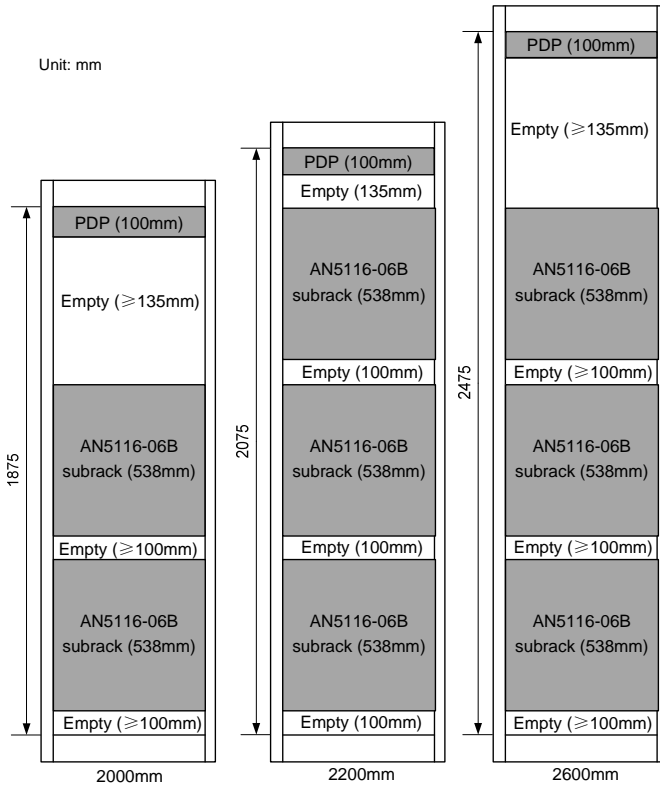 Unit: mm
PDP (100mm)
Empty (≥135mm)
AN5116-06B
subrack (538mm)
Empty (≥100mm)
AN5116-06B
subrack (538mm)
Empty (≥100mm)
1875
2000mm
PDP (100mm)
Empty (135mm)
AN5116-06B
subrack (538mm)
Empty (100mm)
AN5116-06B
subrack (538mm)
Empty (100mm)
AN5116-06B
subrack (538mm)
Empty (100mm)
2075
2200mm
PDP (100mm)
Empty (≥135mm)
AN5116-06B
subrack (538mm)
Empty (≥100mm)
AN5116-06B
subrack (538mm)
Empty (≥100mm)
AN5116-06B
subrack (538mm)
Empty (≥100mm)
2475
2600mm